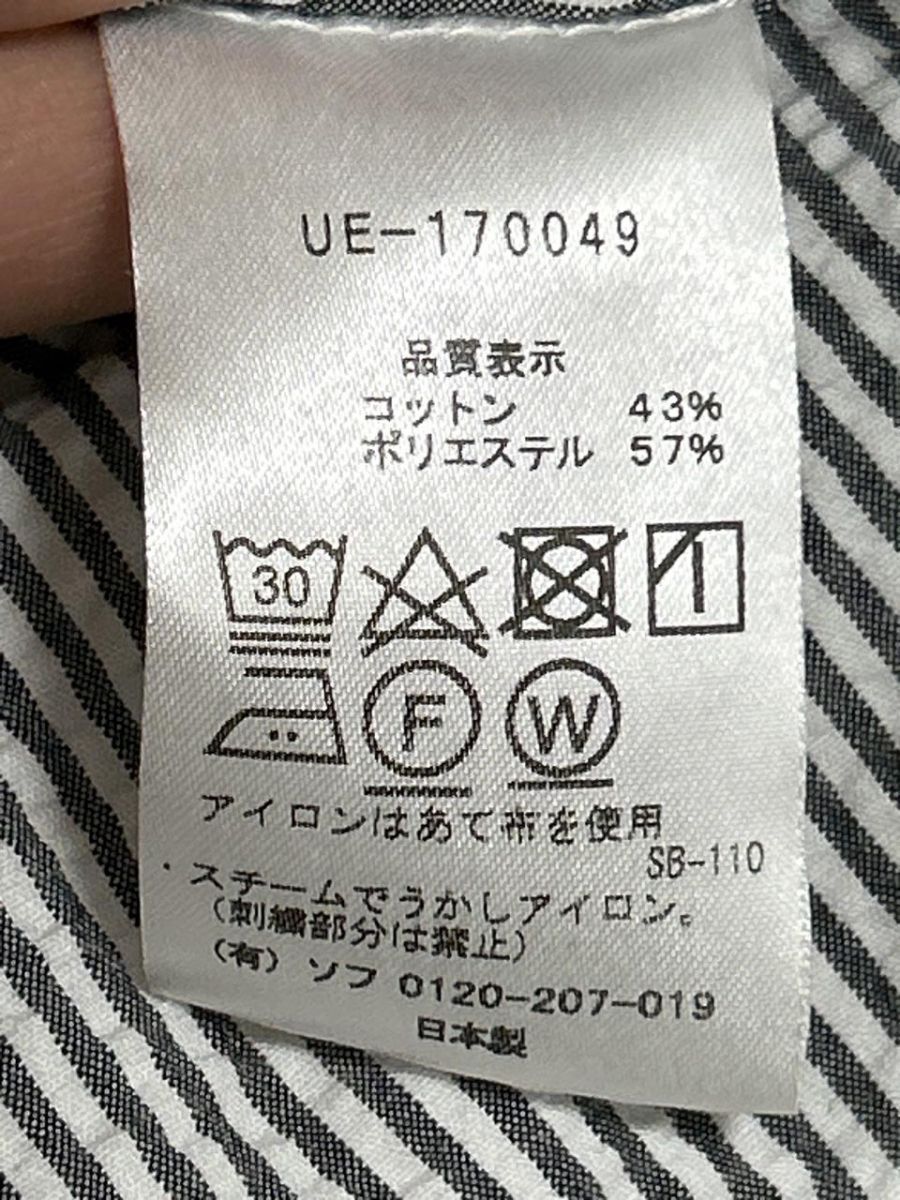 UE-170049
品質表示
コットン 43%
ポリエステル 57%
30
F W
アイロンはあて布を使用
SB-110
・スチームでうかしアイロン。
(刺繍部分は禁止)
(有) ソフ 0120-207-019
日本製